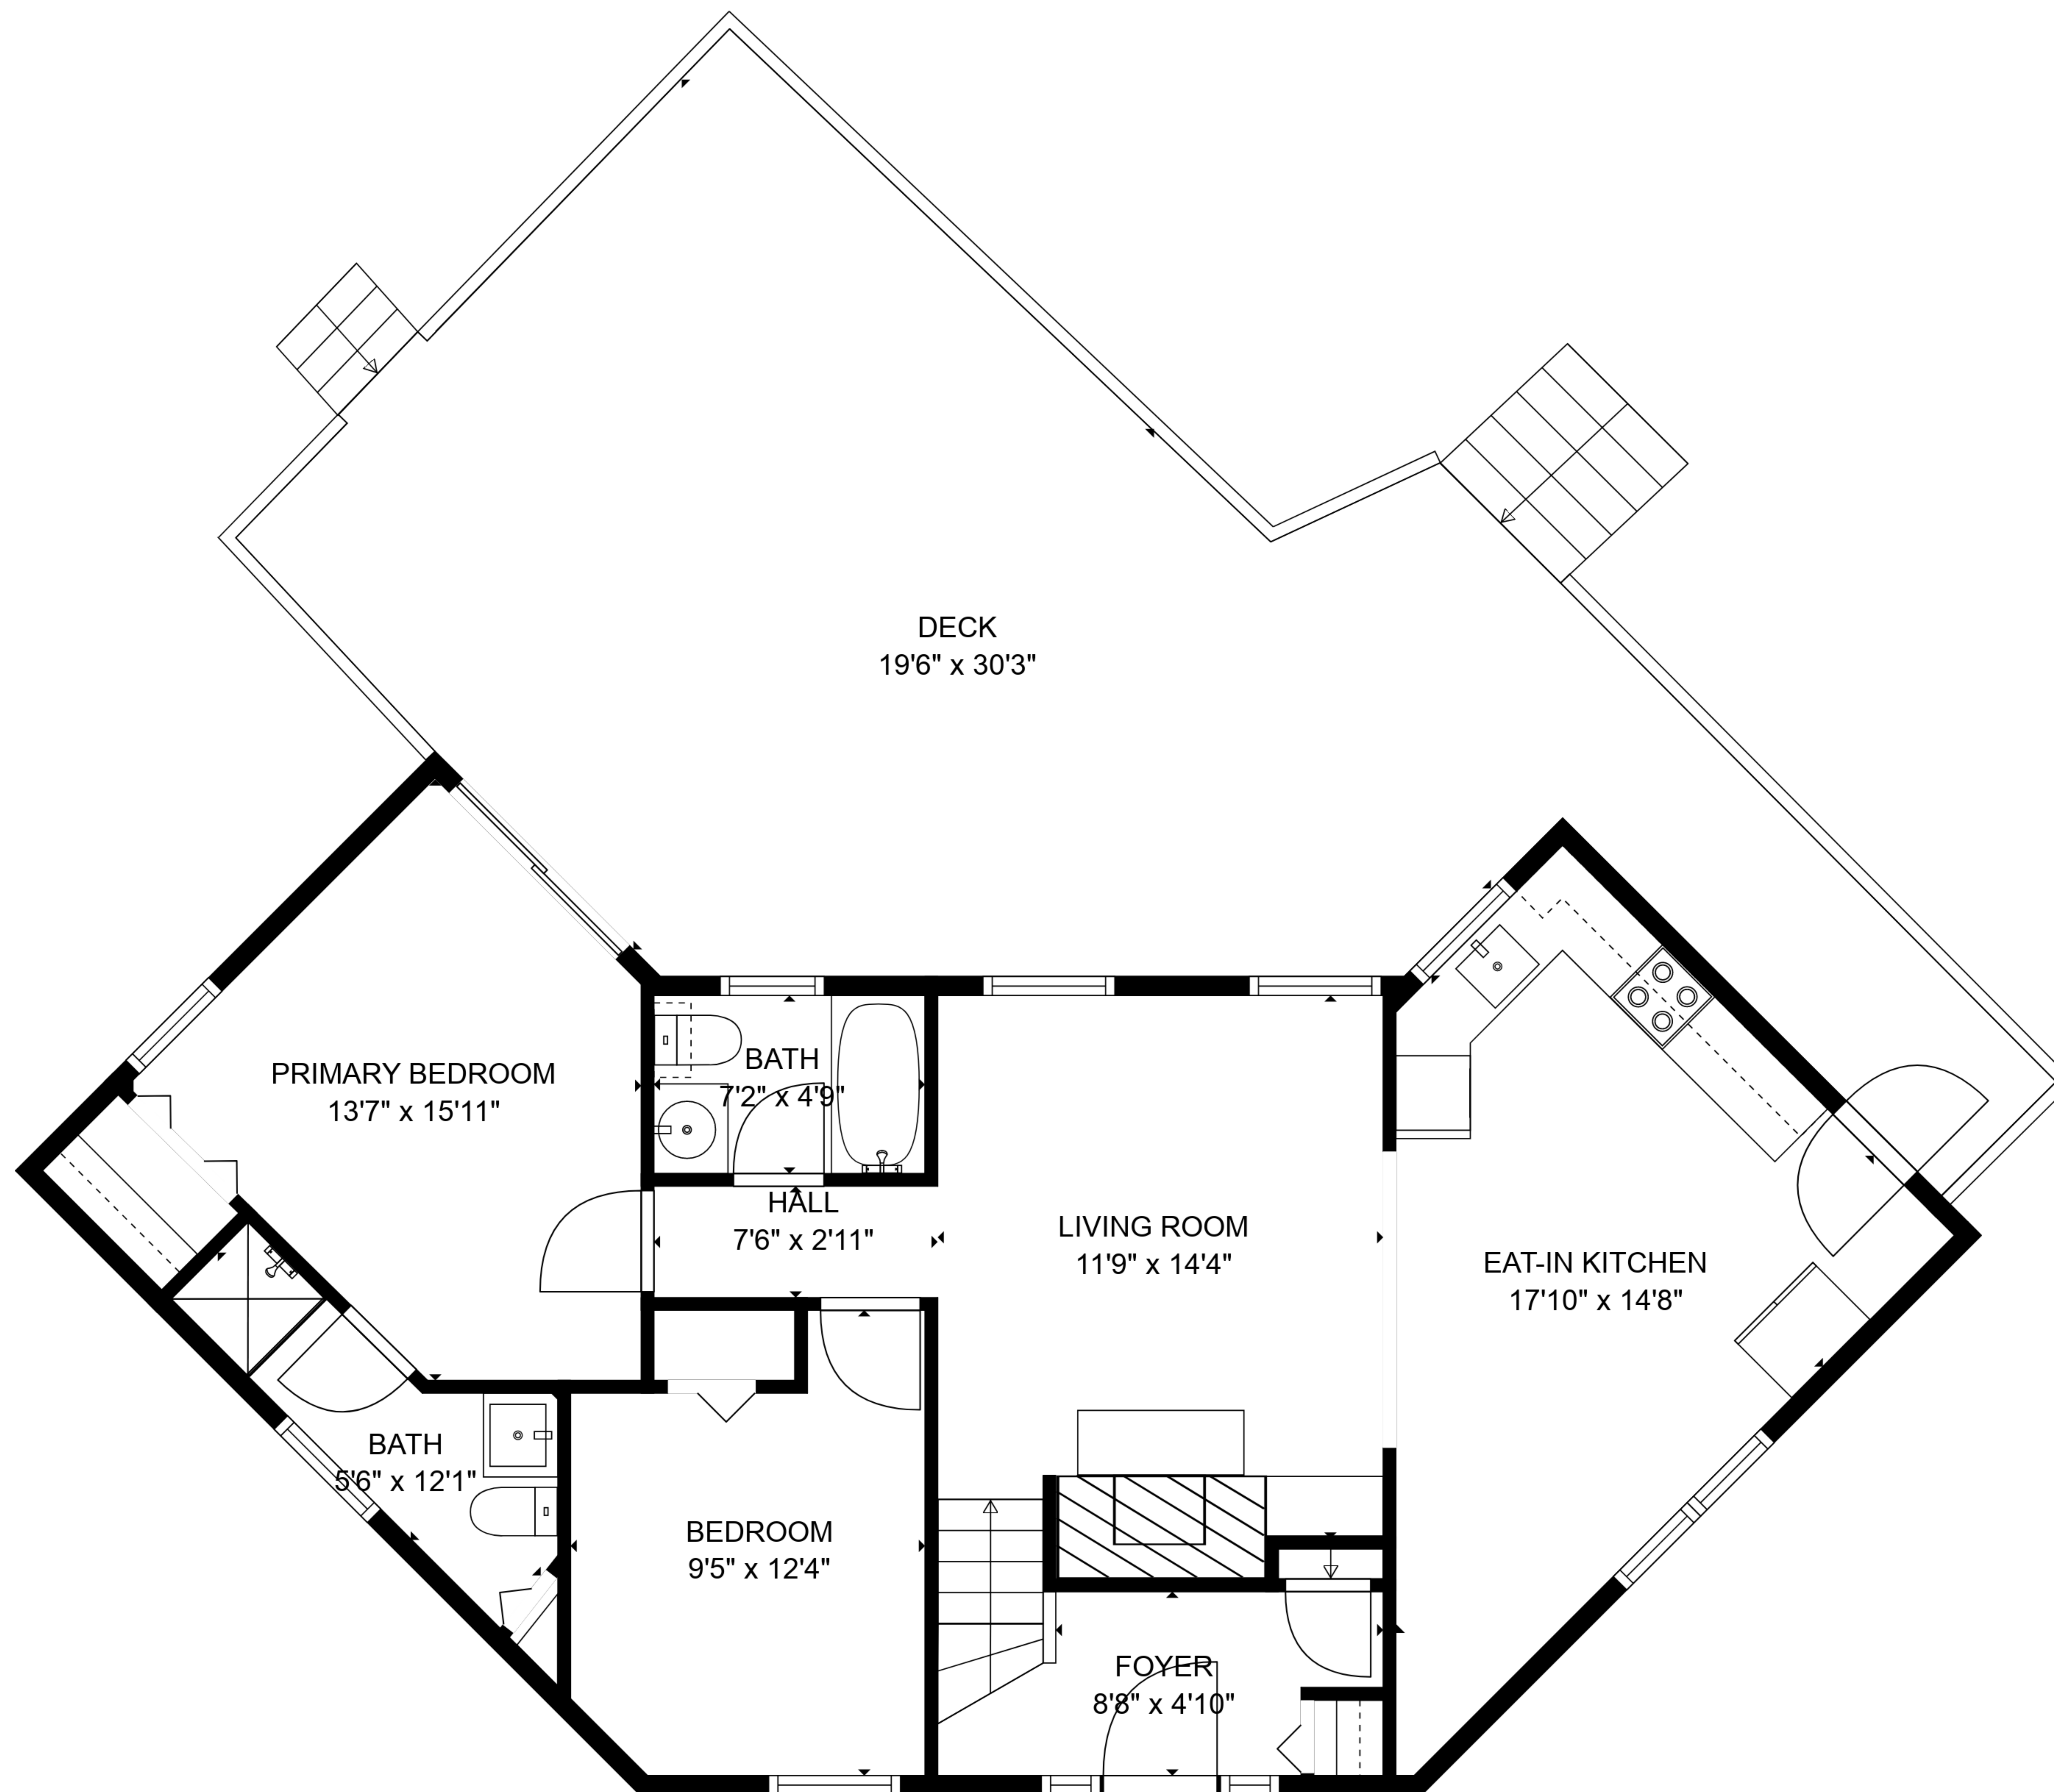 DECK
19'6" x 30'3"
PRIMARY BEDROOM
13'7" x 15'11"
BATH
7'2" x 4'9"
HALL
7'6" x 2'11"
LIVING ROOM
11'9" x 14'4"
EAT-IN KITCHEN
17'10" x 14'8"
BATH
5'6" x 12'1"
BEDROOM
9'5" x 12'4"
FOYER
8'8" x 4'10"